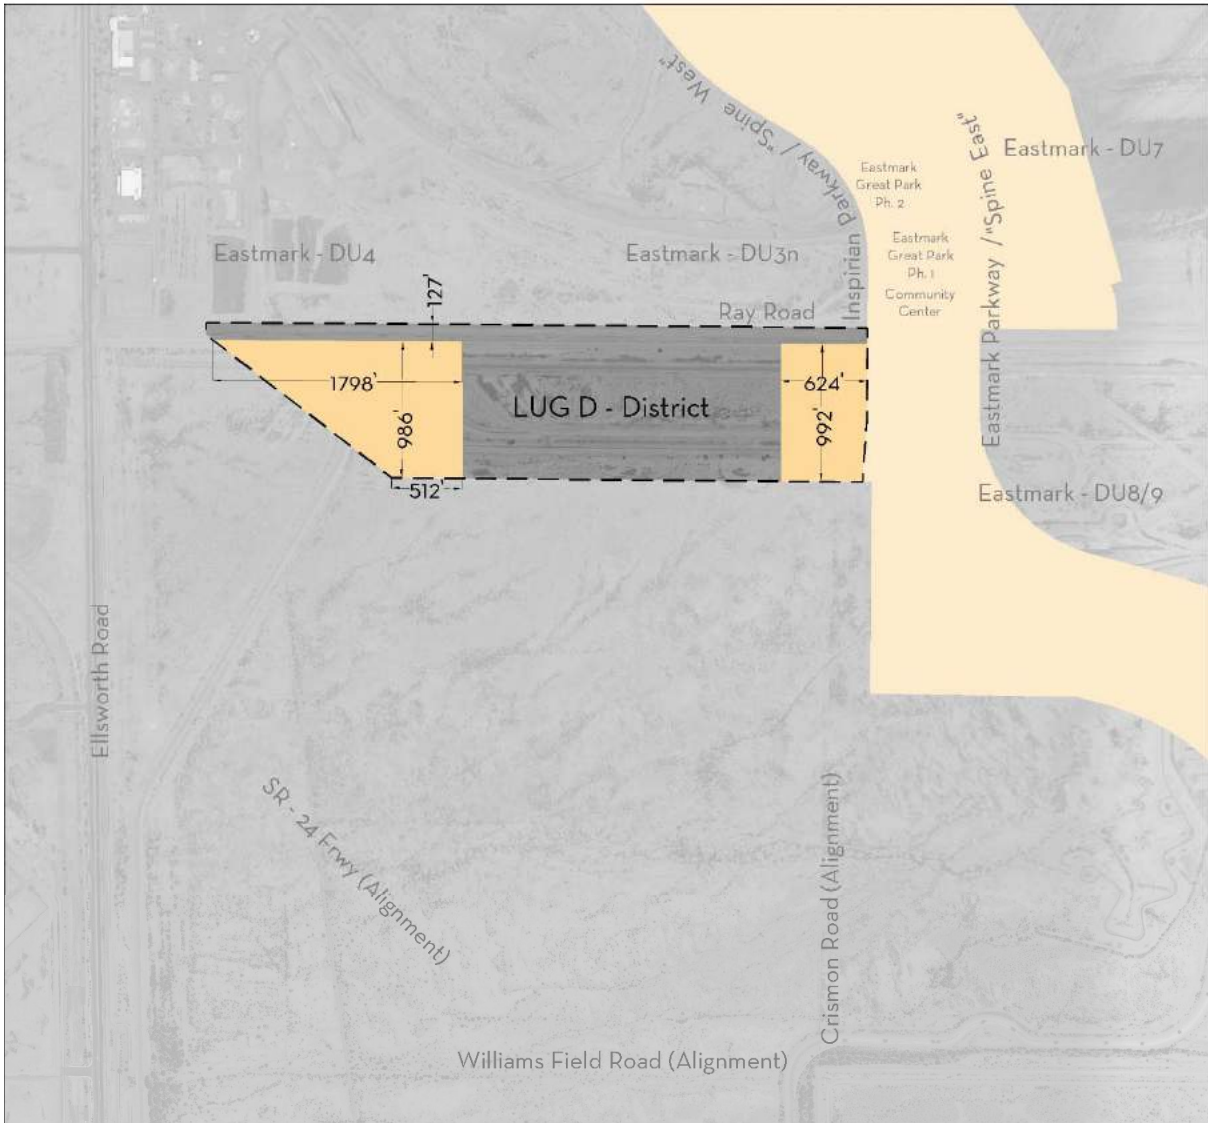 Inspirian Parkway / "Spine West"
Eastmark Parkway /"Spine East"
Eastmark - DU7
Eastmark
Great Park
Ph. 2
Eastmark
Great Park
Ph. 1
Community
Center
Eastmark - DU4
Eastmark - DU3n
127'
Ray Road
1798'
986'
LUG D - District
624'
992'
512'
Eastmark - DU8/9
Ellsworth Road
SR - 24 Frwy (Alignment)
Crismon Road (Alignment)
Williams Field Road (Alignment)